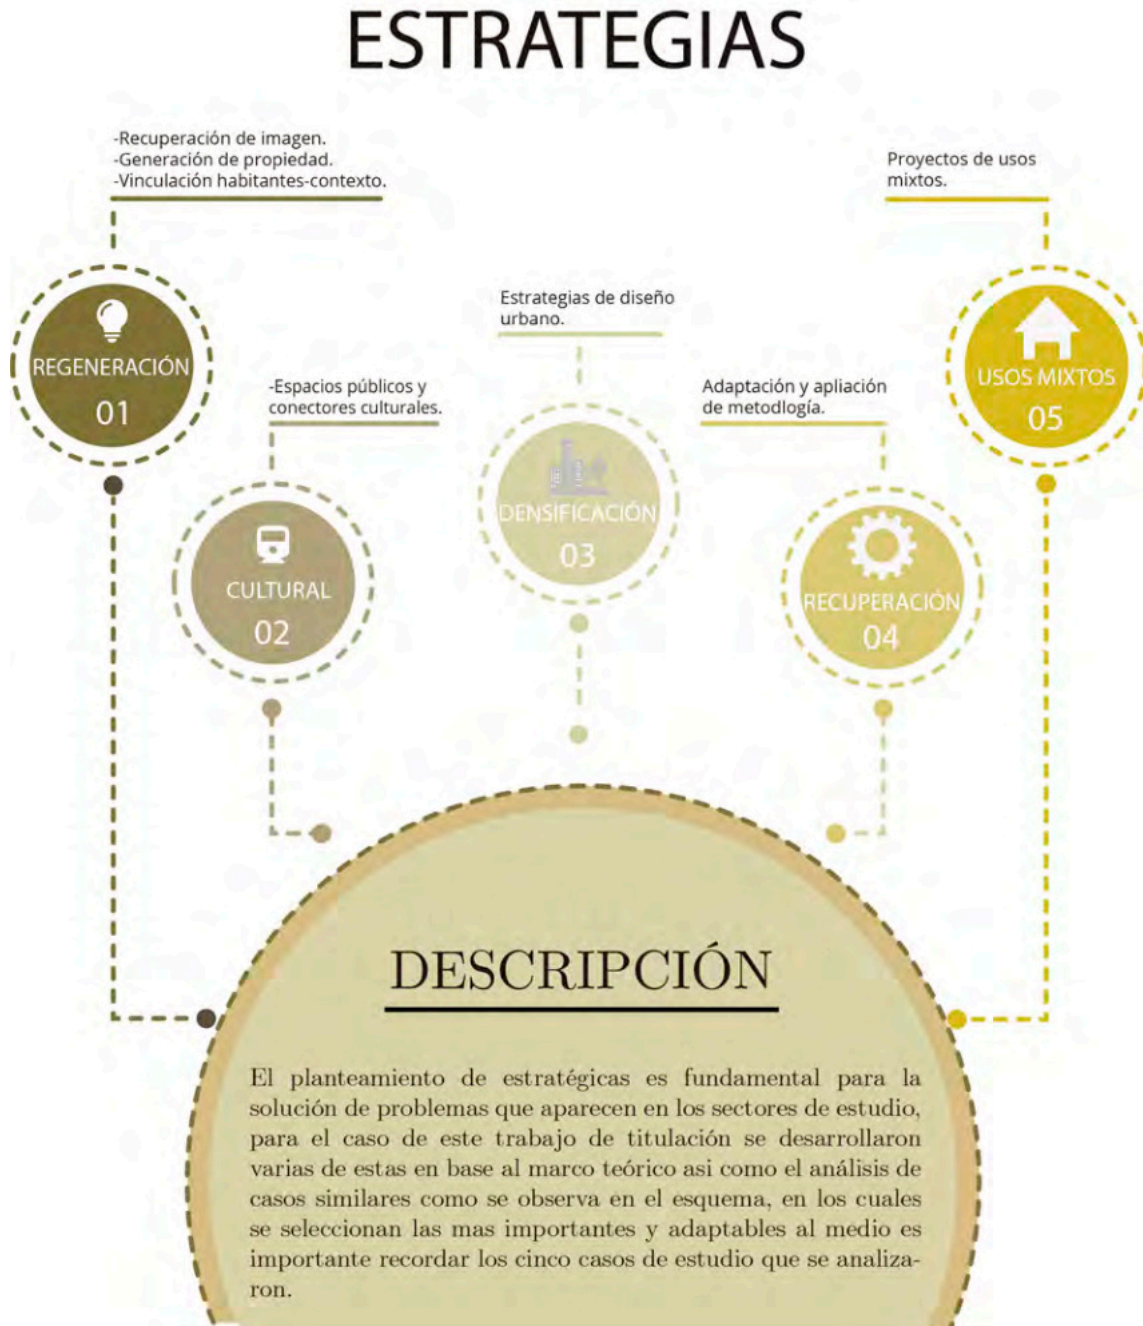 ESTRATEGIAS
-Recuperación de imagen.
-Generación de propiedad.
-Vinculación habitantes-contexto.
REGENERACIÓN
01
-Espacios públicos y
conectores culturales.
CULTURAL
02
Estrategias de diseño
urbano.
DENSIFICACIÓN
03
Adaptación y apliación
de metodlogía.
RECUPERACIÓN
04
Proyectos de usos
mixtos.
USOS MIXTOS
05
DESCRIPCIÓN
El planteamiento de estratégicas es fundamental para la
solución de problemas que aparecen en los sectores de estudio,
para el caso de este trabajo de titulación se desarrollaron
varias de estas en base al marco teórico asi como el análisis de
casos similares como se observa en el esquema, en los cuales
se seleccionan las mas importantes y adaptables al medio es
importante recordar los cinco casos de estudio que se analiza-
ron.